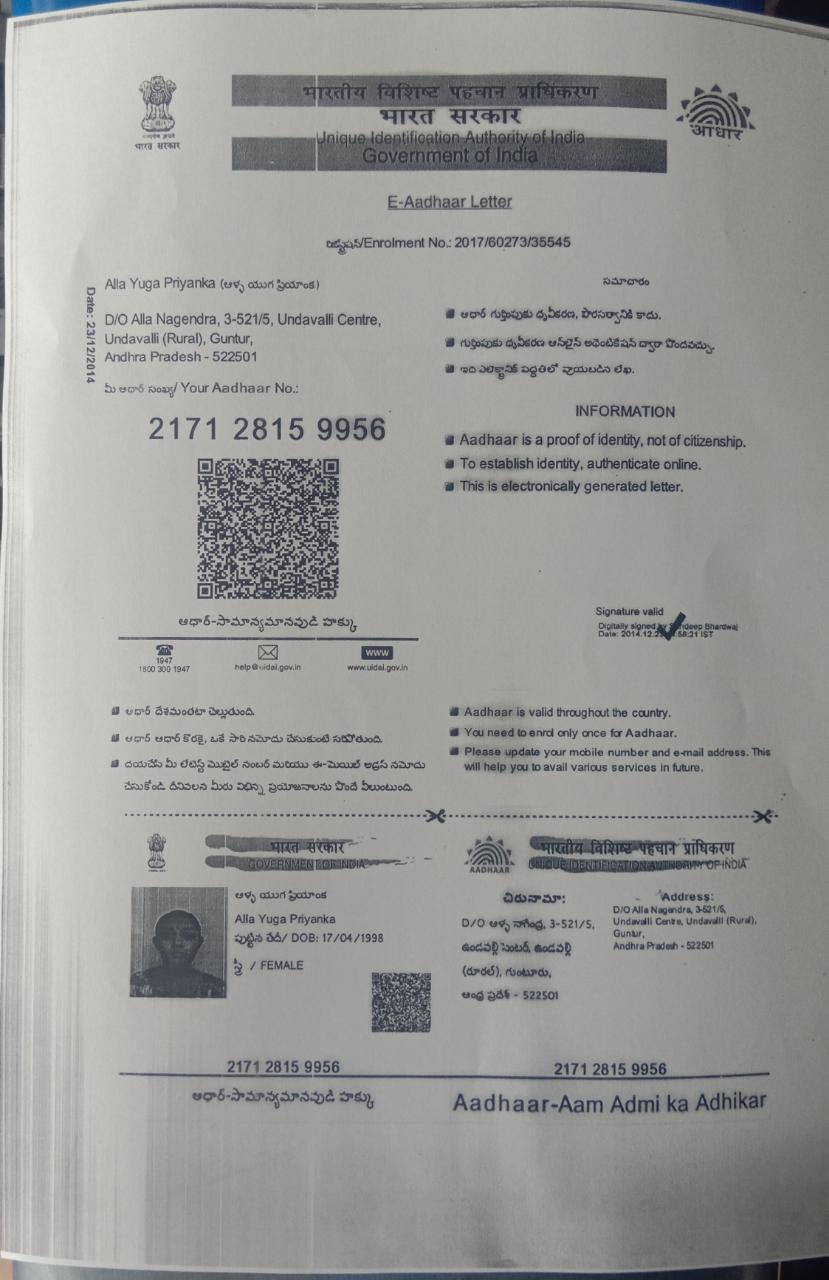 भारतीय विशिष्ट पहचान प्राधिकरण
भारत सरकार
Unique Identification Authority of India
Government of India
भारत सरकार
आधार
E-Aadhaar Letter
రిజిస్ట్రేషన్/Enrolment No.: 2017/60273/35545
Date: 23/12/2014
Alla Yuga Priyanka (ఆళ్ళ యుగ ప్రియాంక)
D/O Alla Nagendra, 3-521/5, Undavalli Centre,
Undavalli (Rural), Guntur,
Andhra Pradesh - 522501
మీ ఆధార్ సంఖ్య/ Your Aadhaar No.:
2171 2815 9956
ఆధార్-సామాన్యమానవుడి హక్కు
1947
1800 300 1947
help@uidai.gov.in
www
www.uidai.gov.in
సమాచారం
ఆధార్ గుర్తింపుకు ధృవీకరణ, పౌరసత్వానికి కాదు.
గుర్తింపుకు ధృవీకరణ ఆన్‌లైన్ అథెంటికేషన్ ద్వారా పొందవచ్చు.
ఇది ఎలెక్ట్రానిక్ పద్ధతిలో వ్రాయబడిన లేఖ.
INFORMATION
Aadhaar is a proof of identity, not of citizenship.
To establish identity, authenticate online.
This is electronically generated letter.
Signature valid
Digitally signed by Bhardwaj
Date: 2014.12. 58:21 IST
ఆధార్ దేశమంతటా చెల్లుతుంది.
ఆధార్ ఆధార్ కొరకై, ఒకే సారి నమోదు చేసుకుంటే సరిపోతుంది.
దయచేసి మీ లేటెస్ట్ మొబైల్ నంబర్ మరియు ఈ-మెయిల్ అడ్రస్ నమోదు
చేసుకోండి. దీనివలన మీరు విభిన్న ప్రయోజనాలను పొందే వీలుంటుంది.
Aadhaar is valid throughout the country.
You need to enrol only once for Aadhaar.
Please update your mobile number and e-mail address. This
will help you to avail various services in future.
भारत सरकार
GOVERNMENT OF INDIA
ఆళ్ళ యుగ ప్రియాంక
Alla Yuga Priyanka
పుట్టిన తేదీ/ DOB: 17/04/1998
స్త్రీ / FEMALE
2171 2815 9956
ఆధార్-సామాన్యమానవుడి హక్కు
AADHAAR
भारतीय विशिष्ट पहचान प्राधिकरण
UNIQUE IDENTIFICATION AUTHORITY OF INDIA
చిరునామా:
D/O ఆళ్ళ నాగేంద్ర, 3-521/5,
ఉండవల్లి సెంటర్, ఉండవల్లి
(రూరల్), గుంటూరు,
ఆంధ్ర ప్రదేశ్ - 522501
Address:
D/O Alla Nagendra, 3-521/5,
Undavalli Centre, Undavalli (Rural),
Guntur,
Andhra Pradesh - 522501
2171 2815 9956
Aadhaar-Aam Admi ka Adhikar